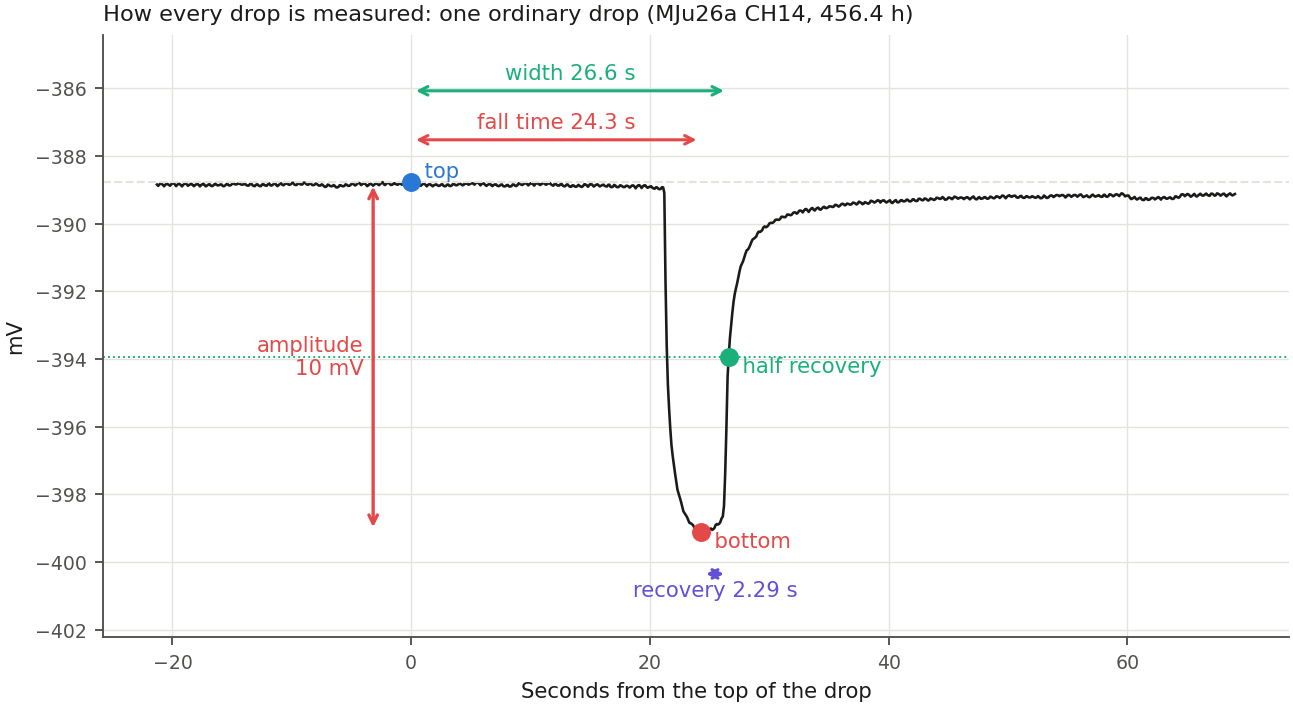 How every drop is measured: one ordinary drop (MJu26a CH14, 456.4 h)
width 26.6 s
fall time 24.3 s
top
amplitude
10 mV
half recovery
bottom
recovery 2.29 s
mV
−386
−388
−390
−392
−394
−396
−398
−400
−402
−20
0
20
40
60
Seconds from the top of the drop